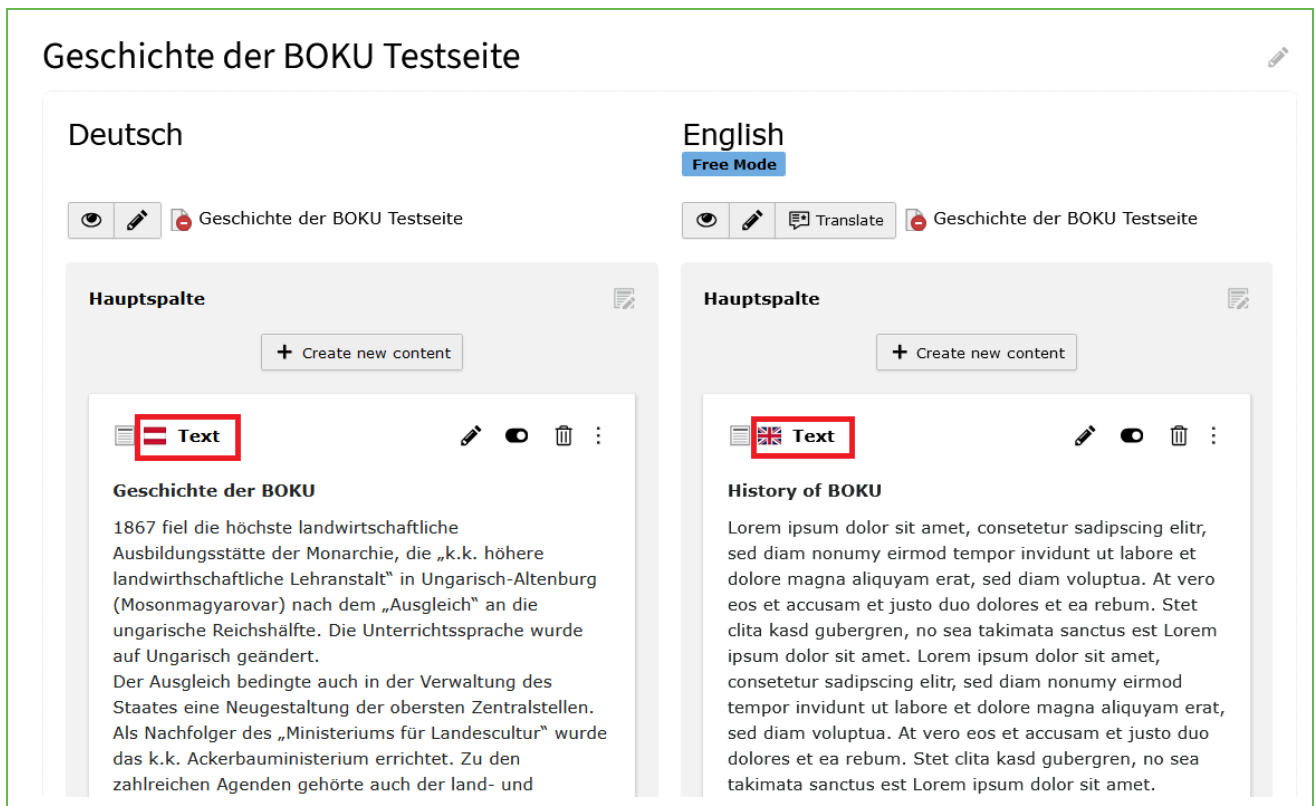 Geschichte der BOKU Testseite
Deutsch
Geschichte der BOKU Testseite
Hauptspalte
+ Create new content
Text
Geschichte der BOKU
1867 fiel die höchste landwirtschaftliche
Ausbildungsstätte der Monarchie, die „k.k. höhere
landwirthschaftliche Lehranstalt“ in Ungarisch-Altenburg
(Mosonmagyarovar) nach dem „Ausgleich“ an die
ungarische Reichshälfte. Die Unterrichtssprache wurde
auf Ungarisch geändert.
Der Ausgleich bedingte auch in der Verwaltung des
Staates eine Neugestaltung der obersten Zentralstellen.
Als Nachfolger des „Ministeriums für Landescultur“ wurde
das k.k. Ackerbauministerium errichtet. Zu den
zahlreichen Agenden gehörte auch der land- und
English
Free Mode
Translate
Geschichte der BOKU Testseite
Hauptspalte
+ Create new content
Text
History of BOKU
Lorem ipsum dolor sit amet, consetetur sadipscing elitr,
sed diam nonumy eirmod tempor invidunt ut labore et
dolore magna aliquyam erat, sed diam voluptua. At vero
eos et accusam et justo duo dolores et ea rebum. Stet
clita kasd gubergren, no sea takimata sanctus est Lorem
ipsum dolor sit amet. Lorem ipsum dolor sit amet,
consetetur sadipscing elitr, sed diam nonumy eirmod
tempor invidunt ut labore et dolore magna aliquyam erat,
sed diam voluptua. At vero eos et accusam et justo duo
dolores et ea rebum. Stet clita kasd gubergren, no sea
takimata sanctus est Lorem ipsum dolor sit amet.